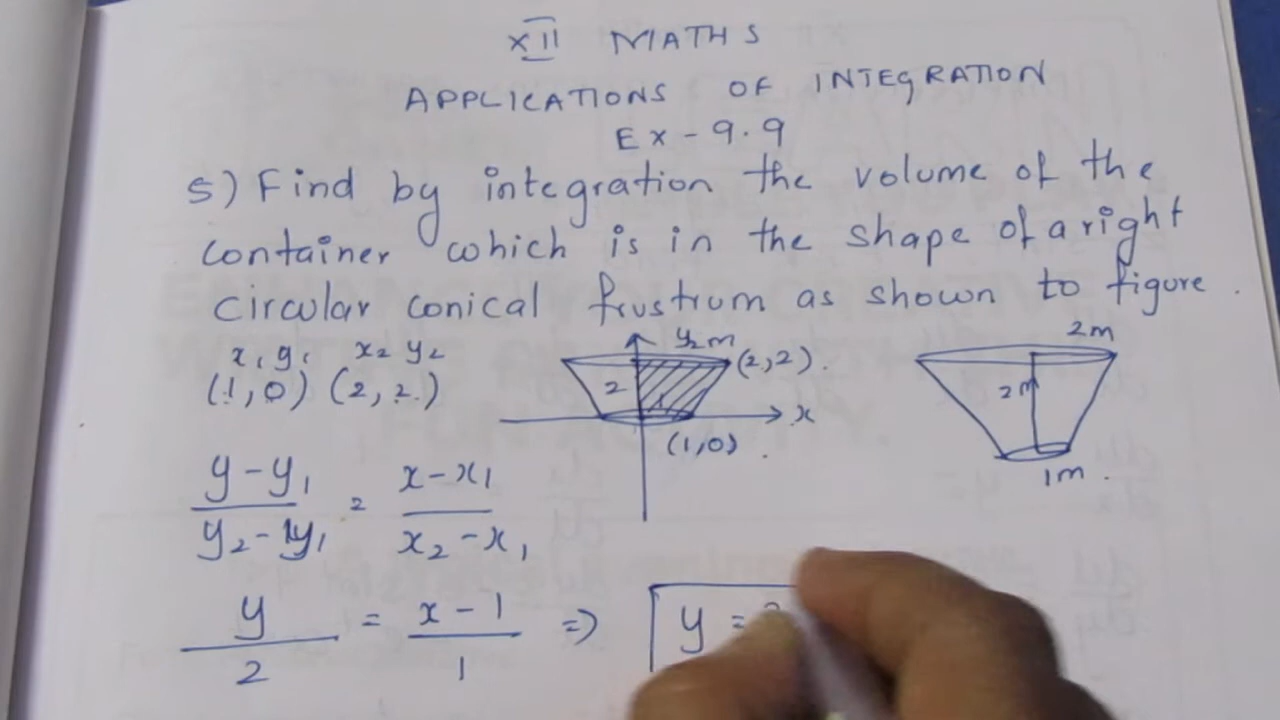 XII MATHS
APPLICATIONS OF INTEGRATION
Ex - 9.9
5) Find by integration the volume of the
container which is in the shape of a right
circular conical frustrum as shown to figure.
x₁ y₁ x₂ y₂
(1,0) (2,2)
y 2m
(2,2).
2
x
(1,0).
2m
2m
1m.
y-y₁ / y₂-y₁ = x-x₁ / x₂-x₁
y / 2 = x-1 / 1 => y =